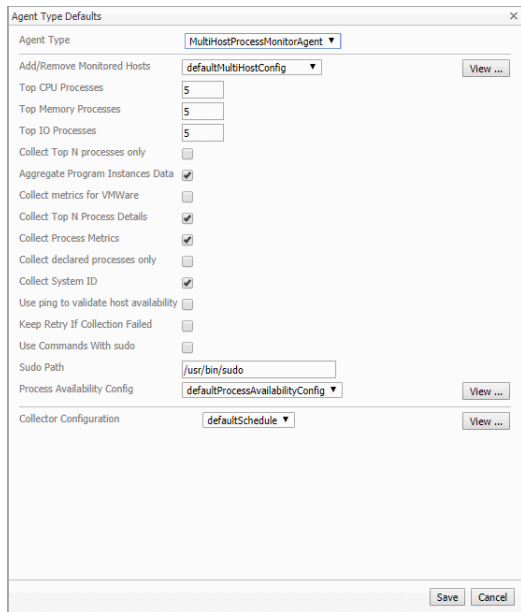 Agent Type Defaults
Agent Type MultiHostProcessMonitorAgent
Add/Remove Monitored Hosts defaultMultiHostConfig View ...
Top CPU Processes 5
Top Memory Processes 5
Top IO Processes 5
Collect Top N processes only
Aggregate Program Instances Data
Collect metrics for VMWare
Collect Top N Process Details
Collect Process Metrics
Collect declared processes only
Collect System ID
Use ping to validate host availability
Keep Retry If Collection Failed
Use Commands With sudo
Sudo Path /usr/bin/sudo
Process Availability Config defaultProcessAvailabilityConfig View ...
Collector Configuration defaultSchedule View ...
Save Cancel